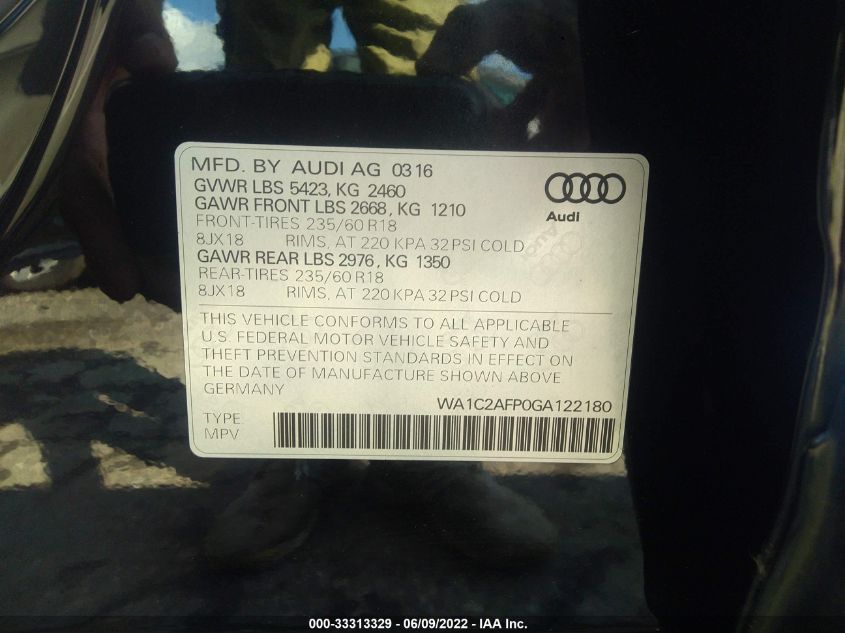 MFD. BY AUDI AG 03 16
GVWR LBS 5423, KG 2460
GAWR FRONT LBS 2668, KG 1210
FRONT-TIRES 235/60 R18
8JX18 RIMS, AT 220 KPA 32 PSI COLD
GAWR REAR LBS 2976, KG 1350
REAR-TIRES 235/60 R18
8JX18 RIMS, AT 220 KPA 32 PSI COLD
Audi
THIS VEHICLE CONFORMS TO ALL APPLICABLE
U.S. FEDERAL MOTOR VEHICLE SAFETY AND
THEFT PREVENTION STANDARDS IN EFFECT ON
THE DATE OF MANUFACTURE SHOWN ABOVE
GERMANY
WA1C2AFP0GA122180
TYPE:
MPV
000-33313329 - 06/09/2022 - IAA Inc.